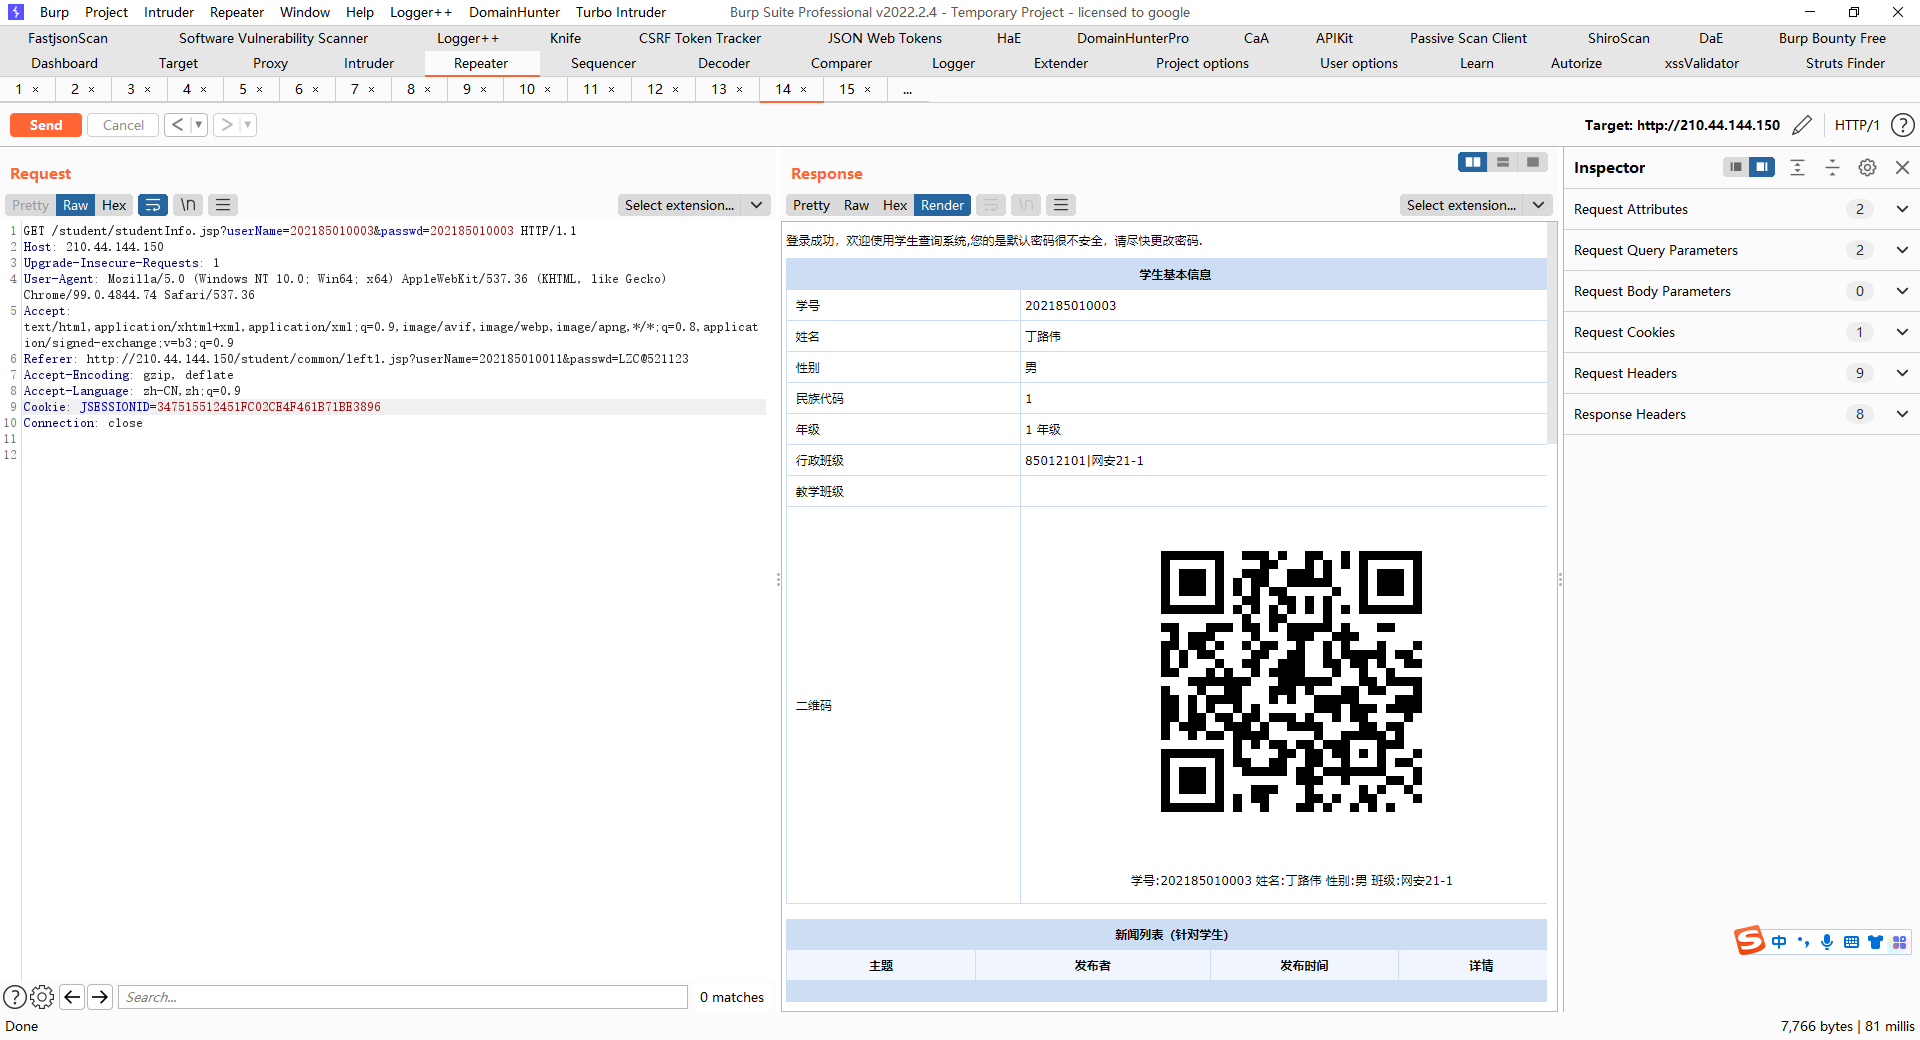 Burp Project Intruder Repeater Window Help Logger++ DomainHunter Turbo Intruder Burp Suite Professional v2022.2.4 - Temporary Project - licensed to google
FastjsonScan Software Vulnerability Scanner Logger++ Knife CSRF Token Tracker JSON Web Tokens HaE DomainHunterPro CaA APIKit Passive Scan Client ShiroScan DaE Burp Bounty Free
Dashboard Target Proxy Intruder Repeater Sequencer Decoder Comparer Logger Extender Project options User options Learn Autorize xssValidator Struts Finder
1 × 2 × 3 × 4 × 5 × 6 × 7 × 8 × 9 × 10 × 11 × 12 × 13 × 14 × 15 × ...
Send Cancel < > Target: http://210.44.144.150 HTTP/1 ?
Request
Pretty Raw Hex \n Select extension...
1 GET /student/studentInfo.jsp?userName=202185010003&passwd=202185010003 HTTP/1.1
2 Host: 210.44.144.150
3 Upgrade-Insecure-Requests: 1
4 User-Agent: Mozilla/5.0 (Windows NT 10.0; Win64; x64) AppleWebKit/537.36 (KHTML, like Gecko)
Chrome/99.0.4844.74 Safari/537.36
5 Accept:
text/html,application/xhtml+xml,application/xml;q=0.9,image/avif,image/webp,image/apng,*/*;q=0.8,applicat
ion/signed-exchange;v=b3;q=0.9
6 Referer: http://210.44.144.150/student/common/left1.jsp?userName=202185010011&passwd=LZC@521123
7 Accept-Encoding: gzip, deflate
8 Accept-Language: zh-CN,zh;q=0.9
9 Cookie: JSESSIONID=347515512451FC02CE4F461B71BE3896
10 Connection: close
11
12
Response
Pretty Raw Hex Render \n Select extension...
登录成功，欢迎使用学生查询系统,您的是默认密码很不安全，请尽快更改密码.
学生基本信息
学号 202185010003
姓名 丁路伟
性别 男
民族代码 1
年级 1 年级
行政班级 85012101|网安21-1
教学班级
二维码
学号:202185010003 姓名:丁路伟 性别:男 班级:网安21-1
新闻列表（针对学生）
主题 发布者 发布时间 详情
Inspector
Request Attributes 2
Request Query Parameters 2
Request Body Parameters 0
Request Cookies 1
Request Headers 9
Response Headers 8
S 中
? Search... 0 matches
Done 7,766 bytes | 81 millis